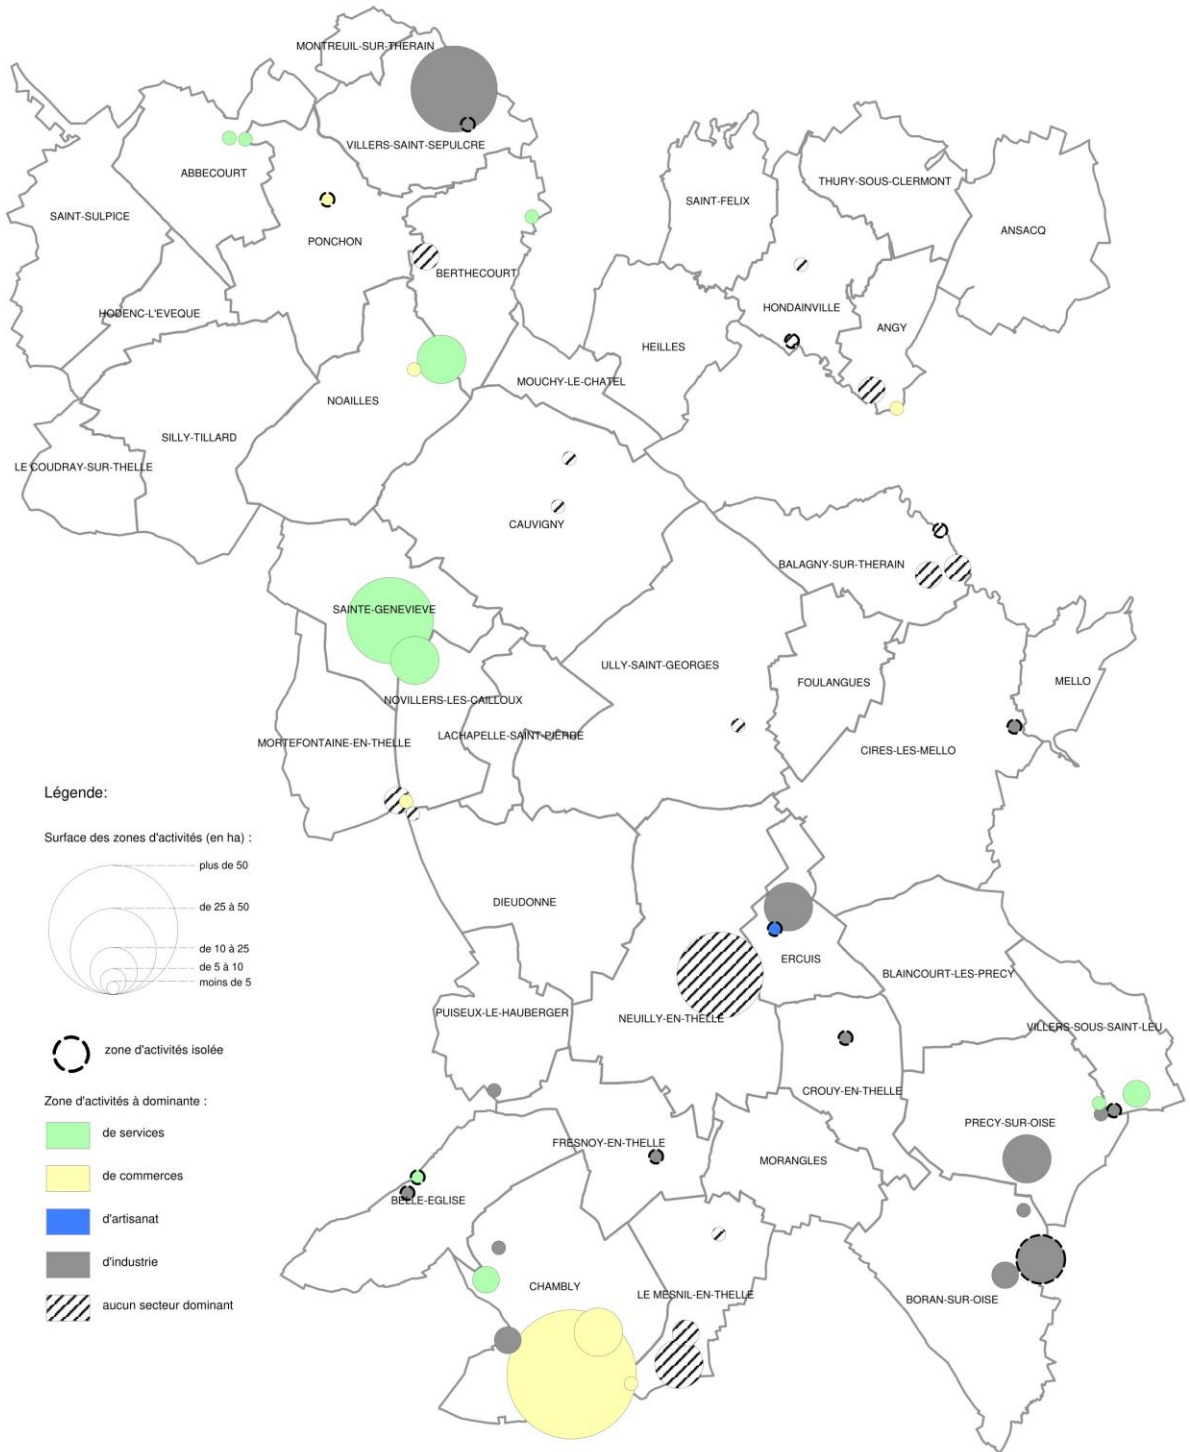 MONTREUIL-SUR-THERAIN
VILLERS-SAINT-SEPULCRE
ABBECOURT
THURY-SOUS-CLERMONT
SAINT-FELIX
SAINT-SULPICE
ANSACQ
PONCHON
BERTHECOURT
HODENC-L'EVEQUE
HONDAINVILLE
ANGY
HEILLES
MOUCHY-LE-CHATEL
NOAILLES
SILLY-TILLARD
LE COUDRAY-SUR-THELLE
CAUVIGNY
BALAGNY-SUR-THERAIN
SAINTE-GENEVIEVE
ULLY-SAINT-GEORGES
FOULANGUES
MELLO
NOVILLERS-LES-CAILLOUX
LACHAPELLE-SAINT-PIERRE
MORTEFONTAINE-EN-THELLE
CIRES-LES-MELLO
Légende:
Surface des zones d'activités (en ha) :
plus de 50
de 25 à 50
de 10 à 25
de 5 à 10
moins de 5
zone d'activités isolée
Zone d'activités à dominante :
de services
de commerces
d'artisanat
d'industrie
aucun secteur dominant
DIEUDONNE
ERCUIS
BLAINCOURT-LES-PRECY
PUISEUX-LE-HAUBERGER
NEUILLY-EN-THELLE
VILLERS-SOUS-SAINT-LEU
CROUY-EN-THELLE
PRECY-SUR-OISE
FRESNOY-EN-THELLE
MORANGLES
BELLE-EGLISE
CHAMBLY
LE MESNIL-EN-THELLE
BORAN-SUR-OISE